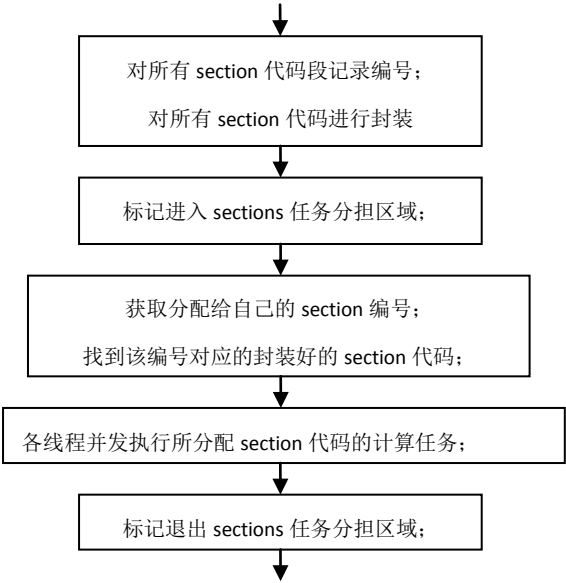 对所有 section 代码段记录编号；
对所有 section 代码进行封装
标记进入 sections 任务分担区域；
获取分配给自己的 section 编号；
找到该编号对应的封装好的 section 代码；
各线程并发执行所分配 section 代码的计算任务；
标记退出 sections 任务分担区域；